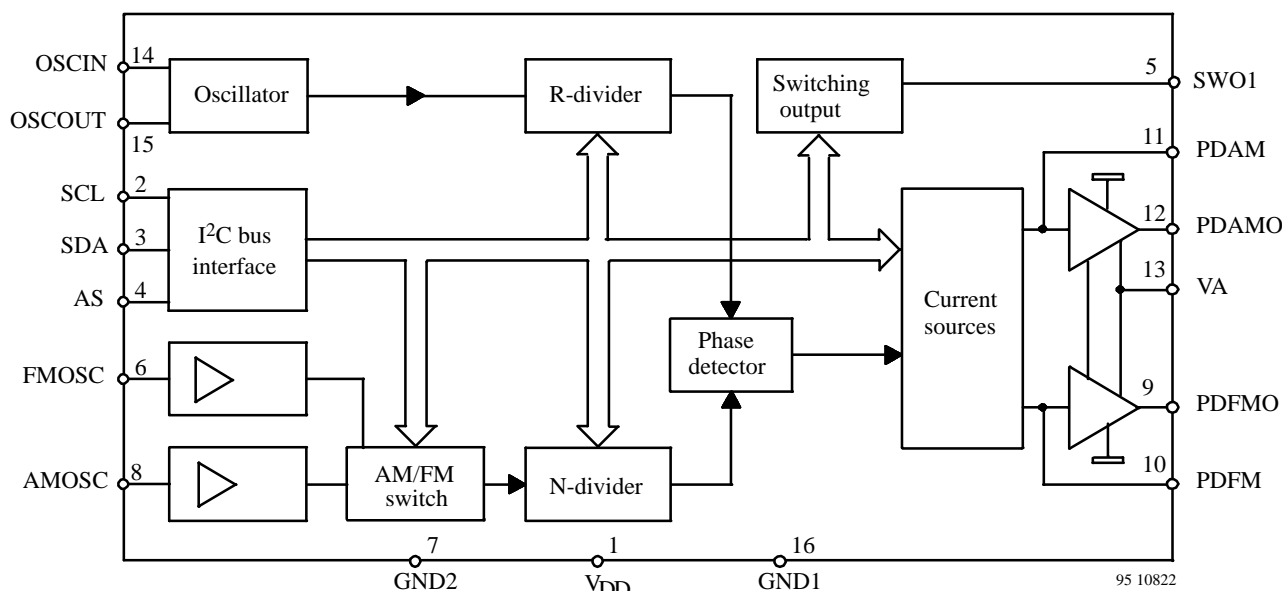 OSCIN 14
OSCOUT
15
Oscillator
R-divider
Switching
output
5 SWO1
11 PDAM
SCL 2
SDA 3
AS 4
I²C bus
interface
12 PDAMO
13 VA
Current
sources
Phase
detector
FMOSC 6
AMOSC 8
AM/FM
switch
N-divider
9 PDFMO
10 PDFM
7
GND2
1
VDD
16
GND1
95 10822